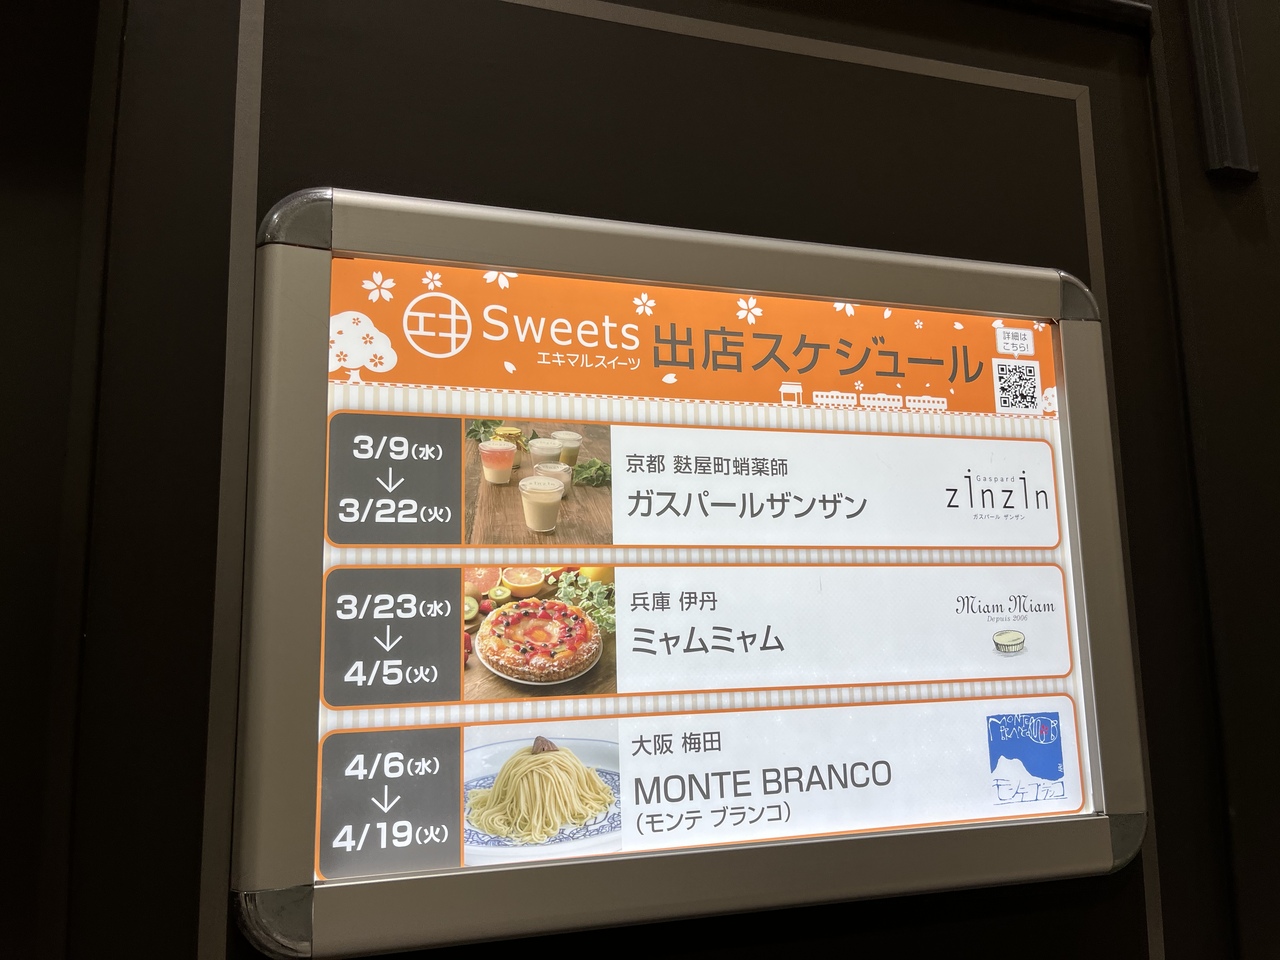 エキ
Sweets
エキマルスイーツ
出店スケジュール
詳細は
こちら!
3/9(水)
↓
3/22(火)
京都 麩屋町蛸薬師
ガスパールザンザン
Gaspard
zinzin
ガスパール ザンザン
3/23(水)
↓
4/5(火)
兵庫 伊丹
ミャムミャム
Miam Miam
Depuis 2006
4/6(水)
↓
4/19(火)
大阪 梅田
MONTE BRANCO
(モンテ ブランコ)
MONTE
モンテブランコ